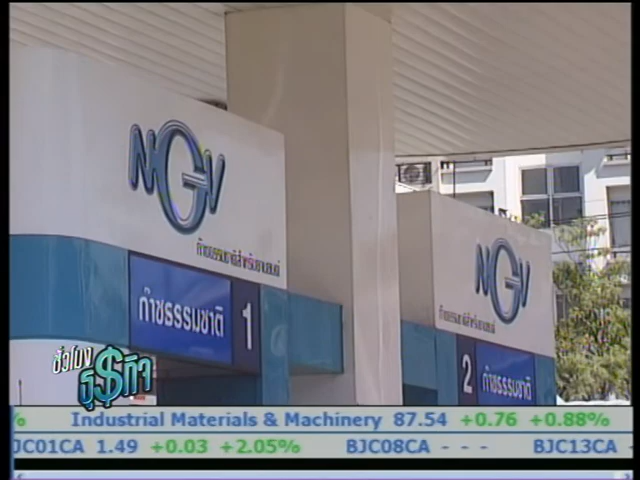 NGV
ก๊าซธรรมชาติสำหรับยานยนต์
ก๊าซธรรมชาติ 1
NGV
ก๊าซธรรมชาติสำหรับยานยนต์
2 ก๊าซธรรมชาติ
ชั่วโมง
ธุรกิจ
% Industrial Materials & Machinery 87.54 +0.76 +0.88%
JC01CA 1.49 +0.03 +2.05% BJC08CA - - - BJC13CA -